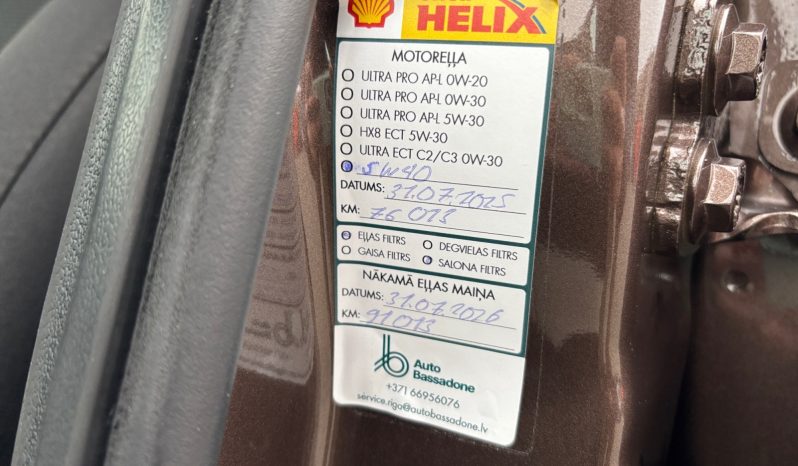 HELIX
MOTOREĻĻA
ULTRA PRO AP-L 0W-20
ULTRA PRO AP-L 0W-30
ULTRA PRO AP-L 5W-30
HX8 ECT 5W-30
ULTRA ECT C2/C3 0W-30
5W40
DATUMS: 31.07.2025
KM: 76 013
EĻĻAS FILTRS DEGVIELAS FILTRS
GAISA FILTRS SALONA FILTRS
NĀKAMĀ EĻĻAS MAIŅA
DATUMS: 31.07.2026
KM: 91 013
Auto
Bassadone
+371 66956076
service.riga@autobassadone.lv